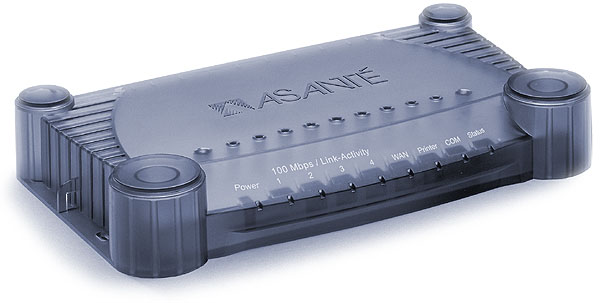 ASANTÉ
100 Mbps / Link-Activity
Power 1 2 3 4 WAN Printer COM Status